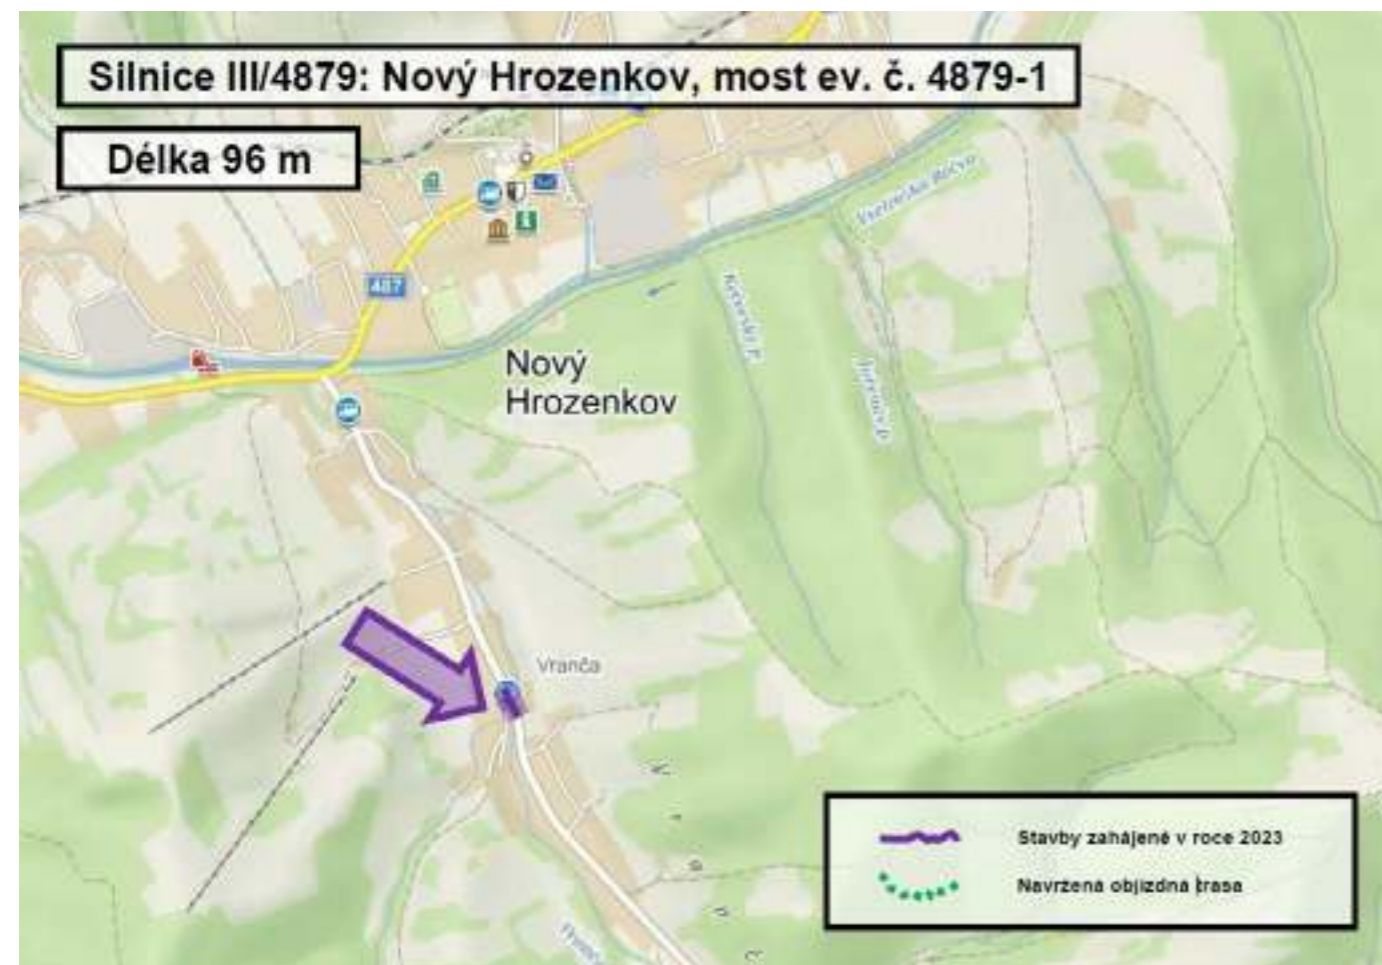 Silnice III/4879: Nový Hrozenkov, most ev. č. 4879-1
Délka 96 m
487
Nový
Hrozenkov
Vranča
Stavby zahájené v roce 2023
Navržená objízdná trasa